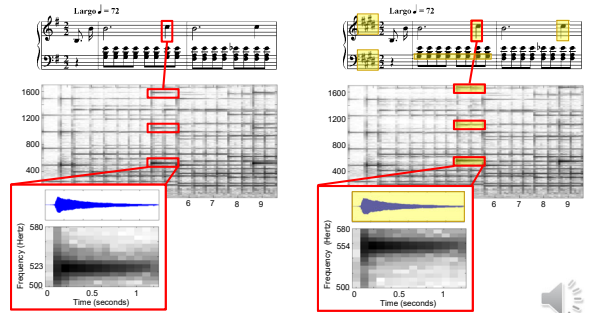 Largo ♩ = 72
Largo ♩ = 72
1600
1200
800
400
6 7 8 9
1600
1200
800
400
6 7 8 9
580
523
500
Frequency (Hertz)
0 0.5 1
Time (seconds)
580
554
500
Frequency (Hertz)
0 0.5 1
Time (seconds)